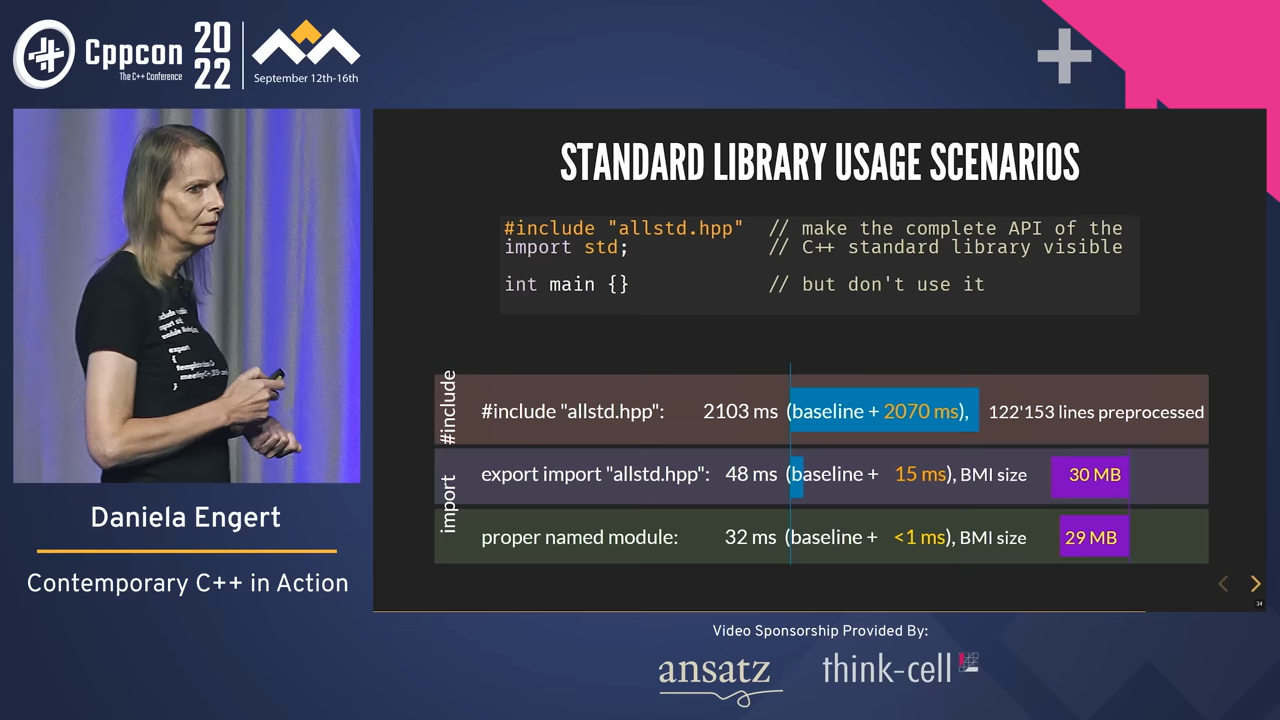 Cppcon
The C++ Conference
20
22
September 12th-16th
STANDARD LIBRARY USAGE SCENARIOS
#include "allstd.hpp" // make the complete API of the
import std; // C++ standard library visible
int main {} // but don't use it
#include
#include "allstd.hpp": 2103 ms (baseline + 2070 ms), 122'153 lines preprocessed
import
export import "allstd.hpp": 48 ms (baseline + 15 ms), BMI size 30 MB
proper named module: 32 ms (baseline + <1 ms), BMI size 29 MB
34
export
{
Daniela Engert
Contemporary C++ in Action
Video Sponsorship Provided By:
ansatz
think-cell